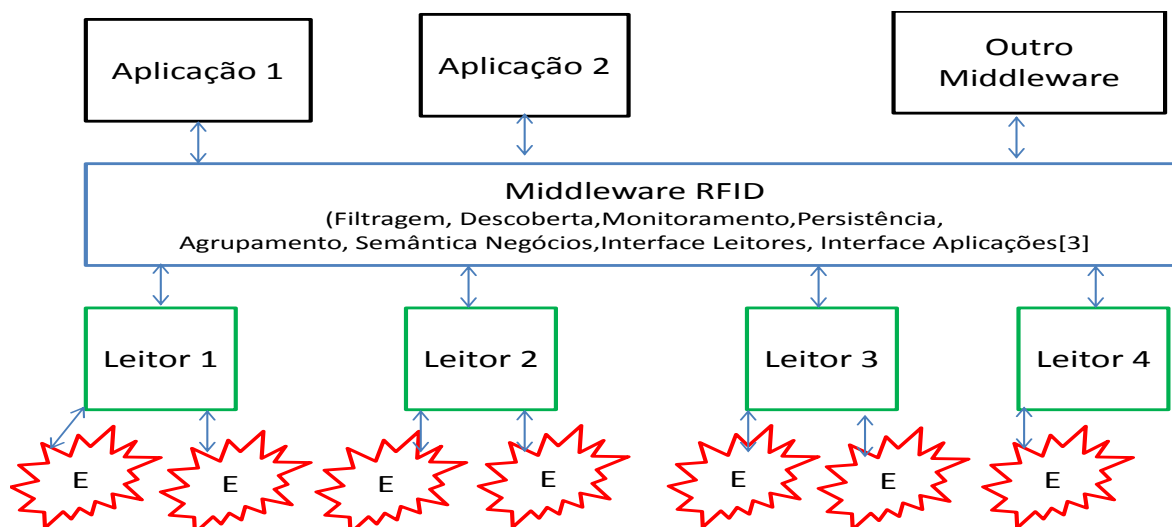 Aplicação 1
Aplicação 2
Outro
Middleware
Middleware RFID
(Filtragem, Descoberta,Monitoramento,Persistência,
Agrupamento, Semântica Negócios,Interface Leitores, Interface Aplicações[3]
Leitor 1
Leitor 2
Leitor 3
Leitor 4
E
E
E
E
E
E
E